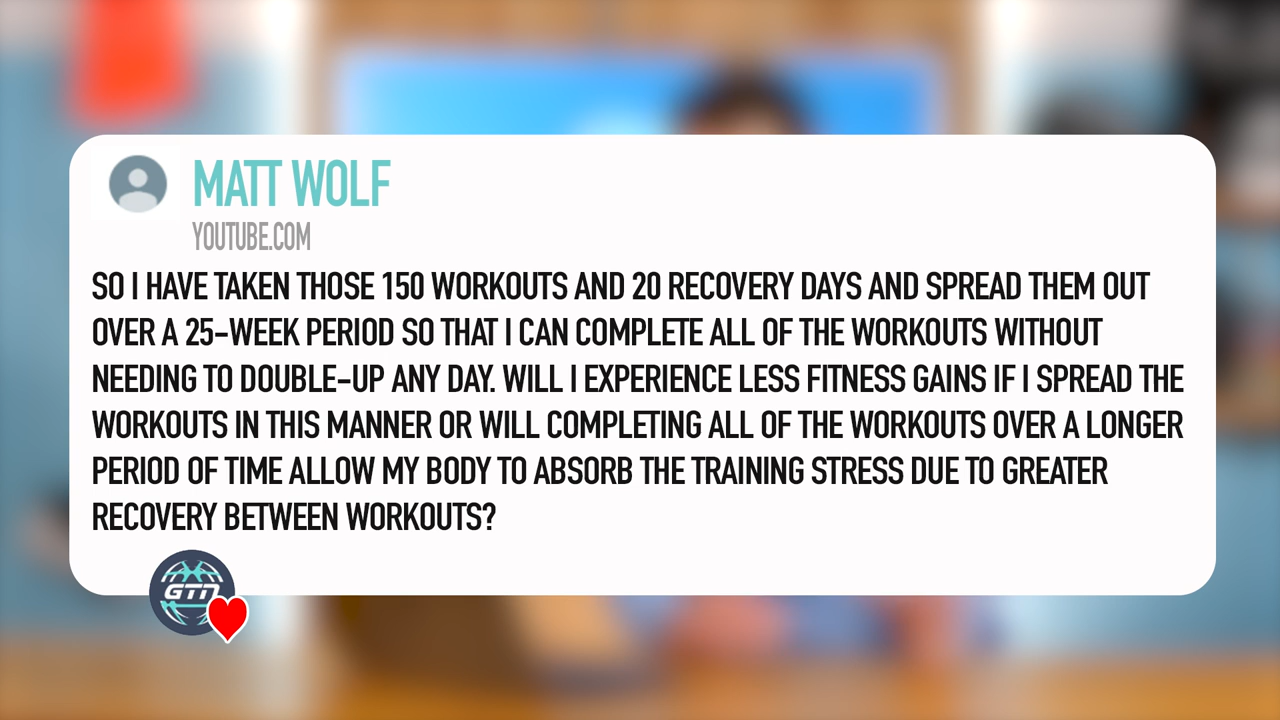 MATT WOLF
YOUTUBE.COM
SO I HAVE TAKEN THOSE 150 WORKOUTS AND 20 RECOVERY DAYS AND SPREAD THEM OUT
OVER A 25-WEEK PERIOD SO THAT I CAN COMPLETE ALL OF THE WORKOUTS WITHOUT
NEEDING TO DOUBLE-UP ANY DAY. WILL I EXPERIENCE LESS FITNESS GAINS IF I SPREAD THE
WORKOUTS IN THIS MANNER OR WILL COMPLETING ALL OF THE WORKOUTS OVER A LONGER
PERIOD OF TIME ALLOW MY BODY TO ABSORB THE TRAINING STRESS DUE TO GREATER
RECOVERY BETWEEN WORKOUTS?
GTN